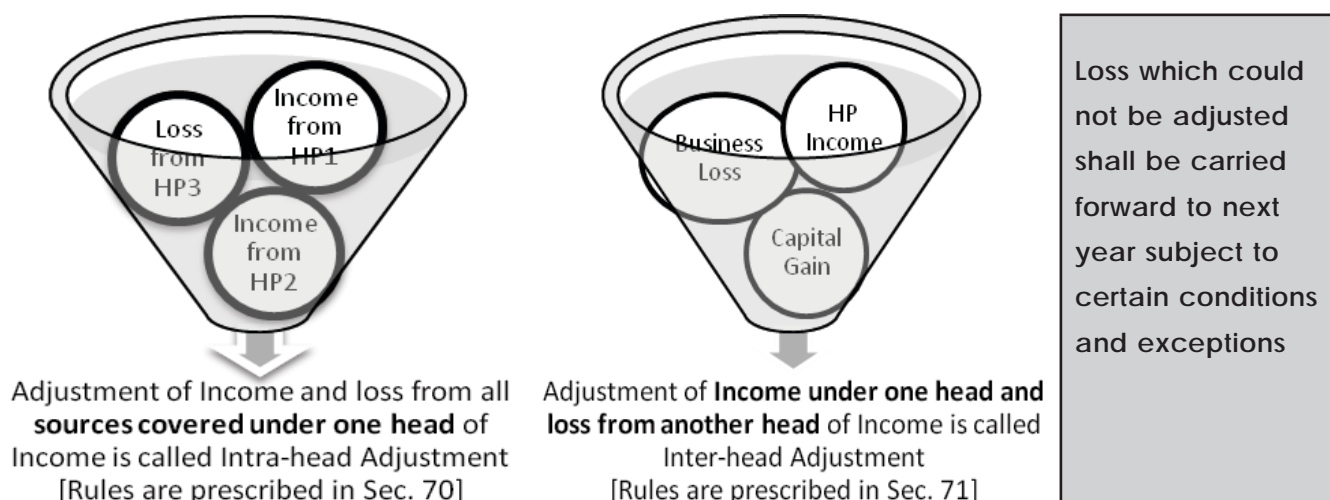 Loss
from
HP3
Income
from
HP1
Income
from
HP2
Adjustment of Income and loss from all
sources covered under one head of
Income is called Intra-head Adjustment
[Rules are prescribed in Sec. 70]
Business
Loss
HP
Income
Capital
Gain
Adjustment of Income under one head and
loss from another head of Income is called
Inter-head Adjustment
[Rules are prescribed in Sec. 71]
Loss which could
not be adjusted
shall be carried
forward to next
year subject to
certain conditions
and exceptions